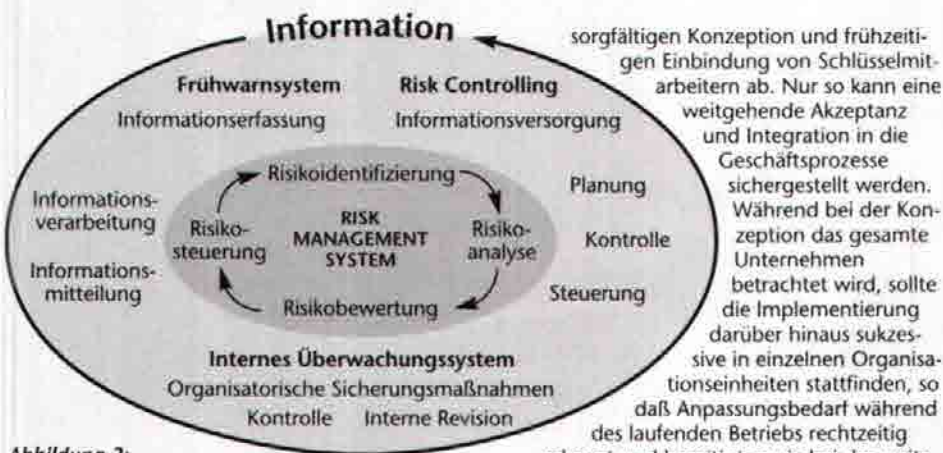 Information
Frühwarnsystem
Informationserfassung
Risk Controlling
Informationsversorgung
Informations-
verarbeitung
Informations-
mitteilung
Planung
Kontrolle
Steuerung
Risikoidentifizierung
Risiko-
analyse
Risikobewertung
Risiko-
steuerung
RISK
MANAGEMENT
SYSTEM
Internes Überwachungssystem
Organisatorische Sicherungsmaßnahmen
Kontrolle Interne Revision
sorgfältigen Konzeption und frühzeiti-
gen Einbindung von Schlüsselmit-
arbeitern ab. Nur so kann eine
weitgehende Akzeptanz
und Integration in die
Geschäftsprozesse
sichergestellt werden.
Während bei der Kon-
zeption das gesamte
Unternehmen
betrachtet wird, sollte
die Implementierung
darüber hinaus sukzes-
sive in einzelnen Organisa-
tionseinheiten stattfinden, so
daß Anpassungsbedarf während
des laufenden Betriebs rechtzeitig